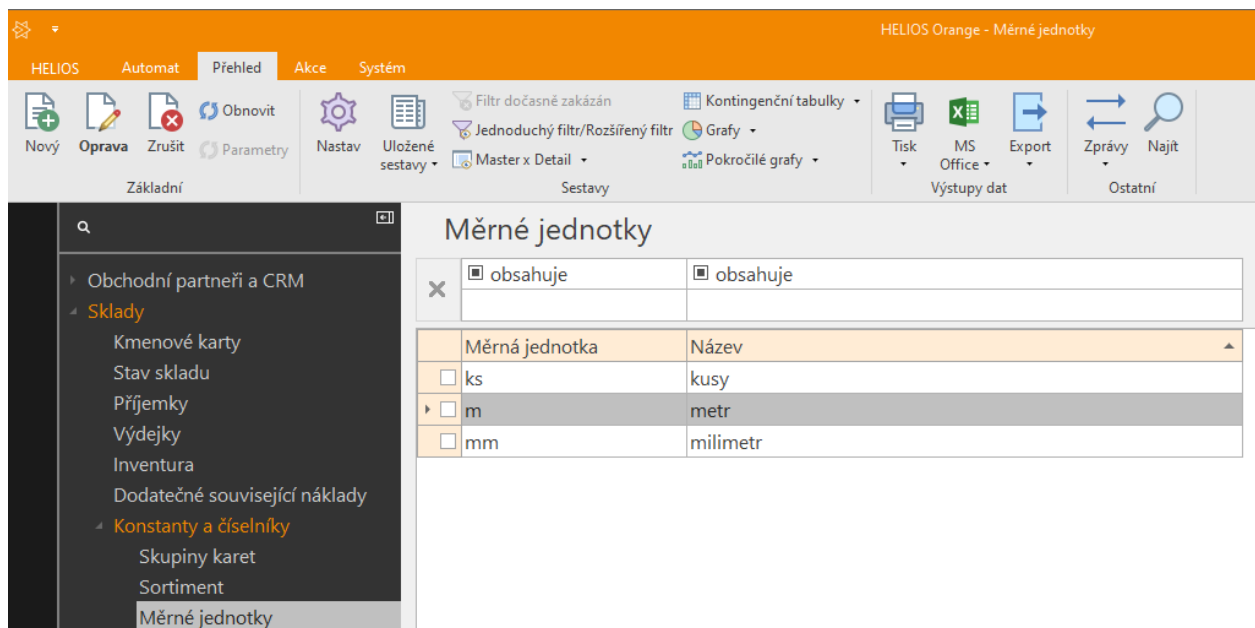 HELIOS Orange - Měrné jednotky
HELIOS Automat Přehled Akce Systém
Nový Oprava Zrušit Obnovit Parametry
Základní
Nastav Uložené sestavy Filtr dočasně zakázán Jednoduchý filtr/Rozšířený filtr Master x Detail Kontingenční tabulky Grafy Pokročilé grafy
Sestavy
Tisk MS Office Export
Výstupy dat
Zprávy Najít
Ostatní
Obchodní partneři a CRM
Sklady
Kmenové karty
Stav skladu
Příjemky
Výdejky
Inventura
Dodatečné související náklady
Konstanty a číselníky
Skupiny karet
Sortiment
Měrné jednotky
Měrné jednotky
obsahuje obsahuje
Měrná jednotka Název
ks kusy
m metr
mm milimetr